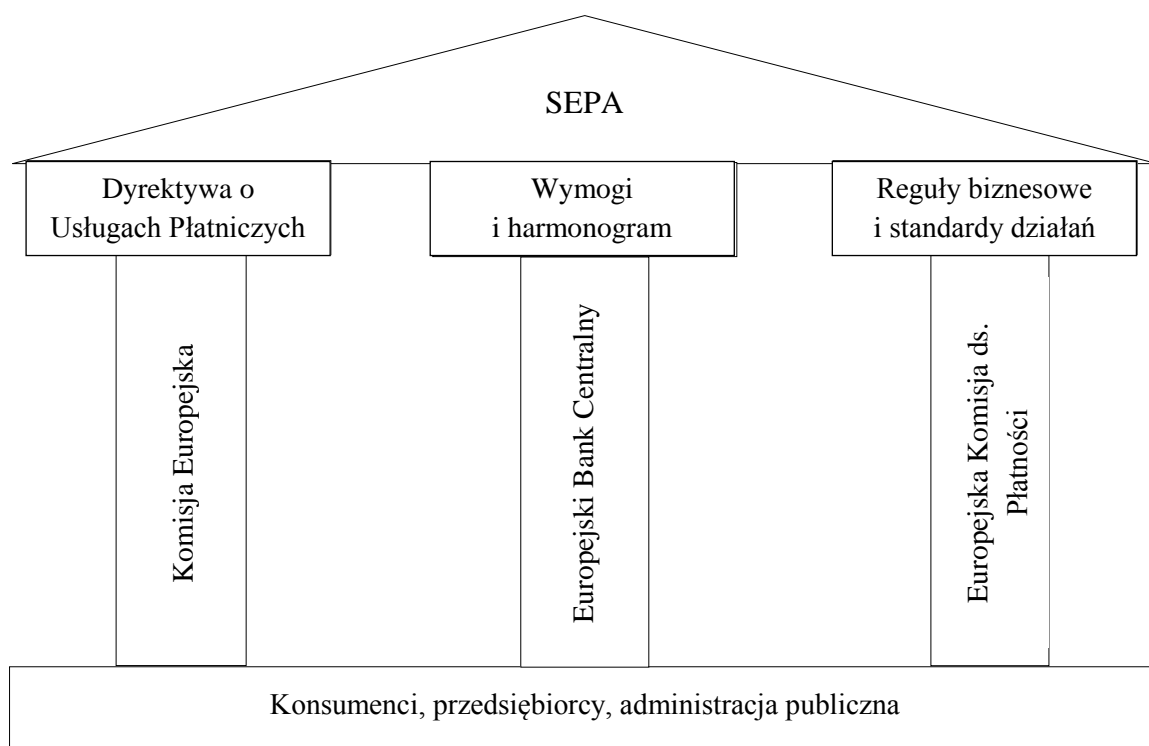 SEPA
Dyrektywa o
Usługach Płatniczych
Wymogi
i harmonogram
Reguły biznesowe
i standardy działań
Komisja Europejska
Europejski Bank Centralny
Europejska Komisja ds.
Płatności
Konsumenci, przedsiębiorcy, administracja publiczna